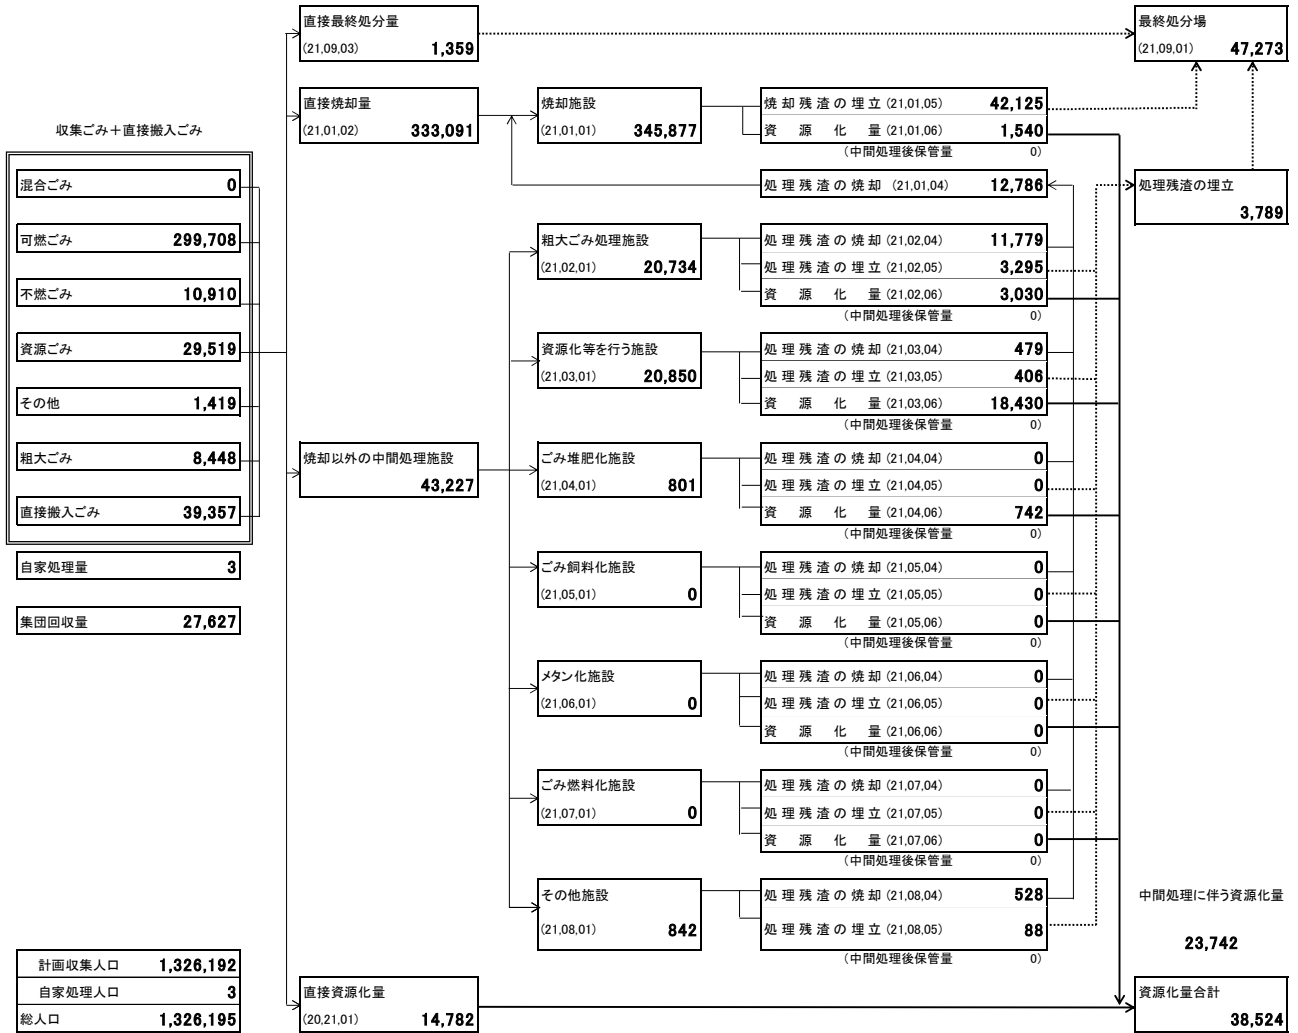 直接最終処分量
(21,09,03) 1,359
最終処分場
(21,09,01) 47,273
直接焼却量
(21,01,02) 333,091
焼却施設
(21,01,01) 345,877
焼却残渣の埋立 (21,01,05) 42,125
資源化量 (21,01,06) 1,540
(中間処理後保管量 0)
処理残渣の焼却 (21,01,04) 12,786
処理残渣の埋立
3,789
収集ごみ+直接搬入ごみ
混合ごみ 0
可燃ごみ 299,708
不燃ごみ 10,910
資源ごみ 29,519
その他 1,419
粗大ごみ 8,448
直接搬入ごみ 39,357
自家処理量 3
集団回収量 27,627
焼却以外の中間処理施設
43,227
粗大ごみ処理施設
(21,02,01) 20,734
処理残渣の焼却 (21,02,04) 11,779
処理残渣の埋立 (21,02,05) 3,295
資源化量 (21,02,06) 3,030
(中間処理後保管量 0)
資源化等を行う施設
(21,03,01) 20,850
処理残渣の焼却 (21,03,04) 479
処理残渣の埋立 (21,03,05) 406
資源化量 (21,03,06) 18,430
(中間処理後保管量 0)
ごみ堆肥化施設
(21,04,01) 801
処理残渣の焼却 (21,04,04) 0
処理残渣の埋立 (21,04,05) 0
資源化量 (21,04,06) 742
(中間処理後保管量 0)
ごみ飼料化施設
(21,05,01) 0
処理残渣の焼却 (21,05,04) 0
処理残渣の埋立 (21,05,05) 0
資源化量 (21,05,06) 0
(中間処理後保管量 0)
メタン化施設
(21,06,01) 0
処理残渣の焼却 (21,06,04) 0
処理残渣の埋立 (21,06,05) 0
資源化量 (21,06,06) 0
(中間処理後保管量 0)
ごみ燃料化施設
(21,07,01) 0
処理残渣の焼却 (21,07,04) 0
処理残渣の埋立 (21,07,05) 0
資源化量 (21,07,06) 0
(中間処理後保管量 0)
その他施設
(21,08,01) 842
処理残渣の焼却 (21,08,04) 528
処理残渣の埋立 (21,08,05) 88
(中間処理後保管量 0)
中間処理に伴う資源化量
23,742
計画収集人口 1,326,192
自家処理人口 3
総人口 1,326,195
直接資源化量
(20,21,01) 14,782
資源化量合計
38,524